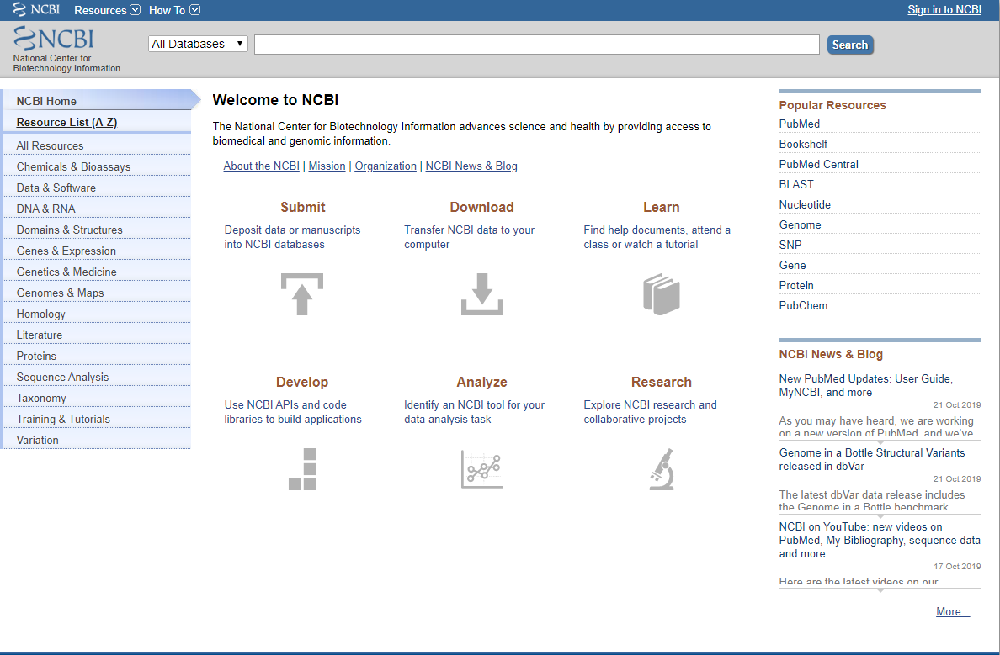 NCBI Resources How To Sign in to NCBI
NCBI
National Center for
Biotechnology Information
All Databases
Search
NCBI Home
Resource List (A-Z)
All Resources
Chemicals & Bioassays
Data & Software
DNA & RNA
Domains & Structures
Genes & Expression
Genetics & Medicine
Genomes & Maps
Homology
Literature
Proteins
Sequence Analysis
Taxonomy
Training & Tutorials
Variation
Welcome to NCBI
The National Center for Biotechnology Information advances science and health by providing access to
biomedical and genomic information.
About the NCBI | Mission | Organization | NCBI News & Blog
Submit
Deposit data or manuscripts
into NCBI databases
Download
Transfer NCBI data to your
computer
Learn
Find help documents, attend a
class or watch a tutorial
Develop
Use NCBI APIs and code
libraries to build applications
Analyze
Identify an NCBI tool for your
data analysis task
Research
Explore NCBI research and
collaborative projects
Popular Resources
PubMed
Bookshelf
PubMed Central
BLAST
Nucleotide
Genome
SNP
Gene
Protein
PubChem
NCBI News & Blog
New PubMed Updates: User Guide,
MyNCBI, and more
21 Oct 2019
As you may have heard, we are working
on a new version of PubMed, and we've
Genome in a Bottle Structural Variants
released in dbVar
21 Oct 2019
The latest dbVar data release includes
the Genome in a Bottle benchmark
NCBI on YouTube: new videos on
PubMed, My Bibliography, sequence data
and more
17 Oct 2019
Here are the latest videos on our
More...